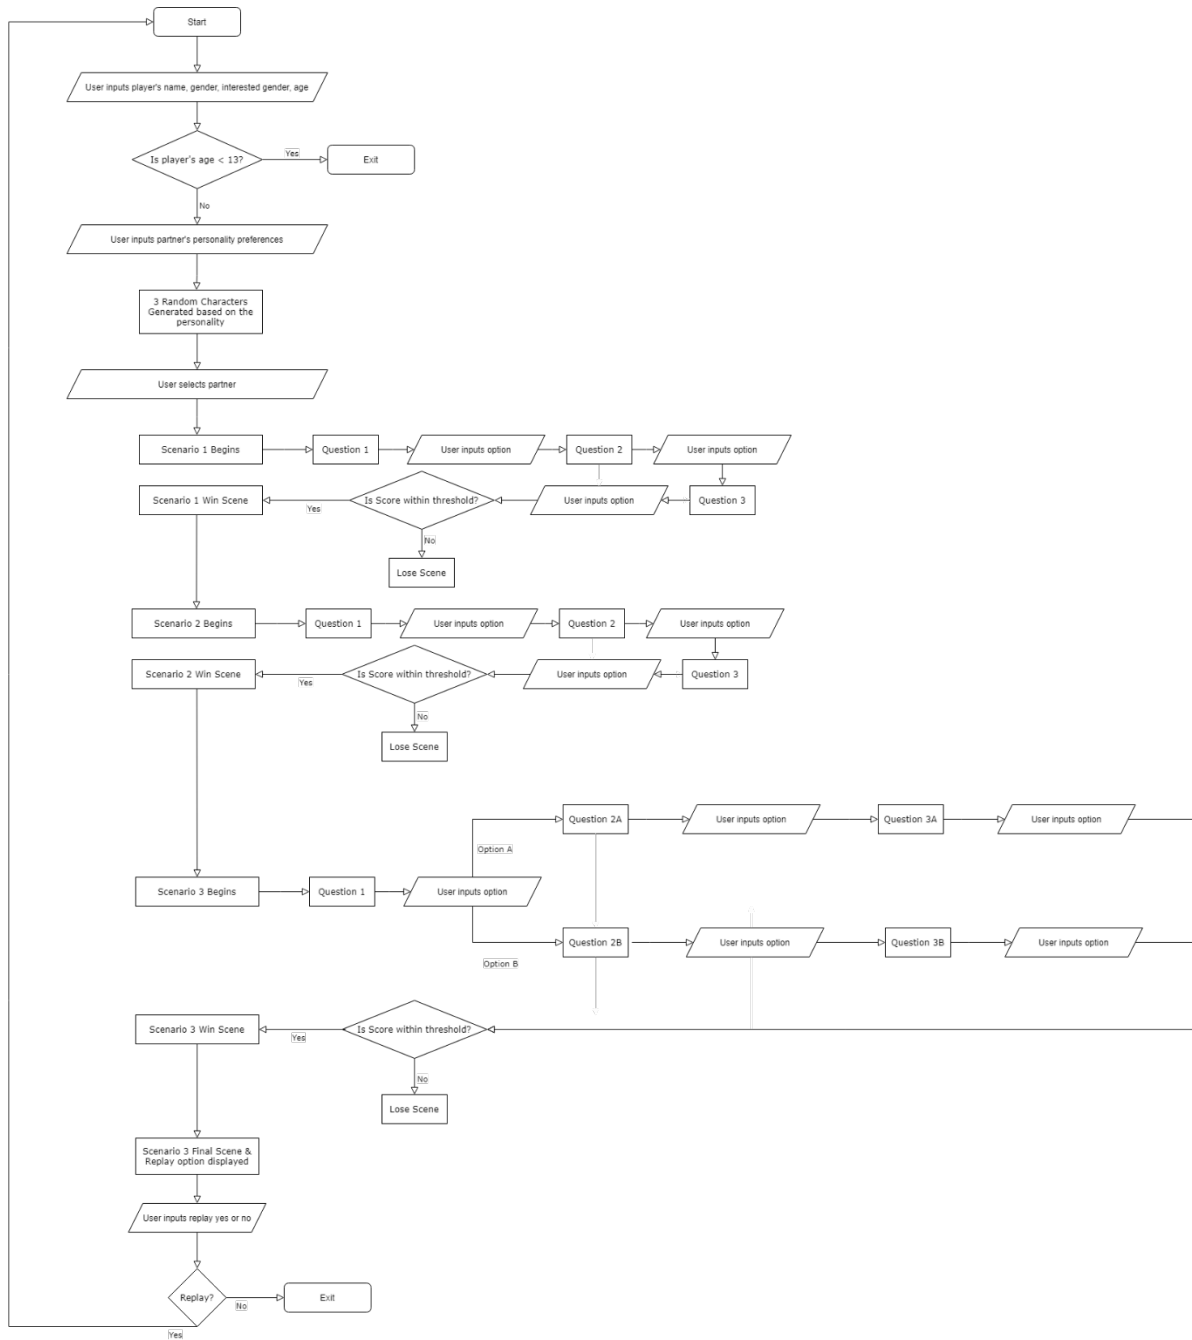 Start
User inputs player's name, gender, interested gender, age
Is player's age < 13?
Yes
Exit
No
User inputs partner's personality preferences
3 Random Characters
Generated based on the
personality
User selects partner
Scenario 1 Begins
Question 1
User inputs option
Question 2
User inputs option
Scenario 1 Win Scene
Yes
Is Score within threshold?
User inputs option
Question 3
No
Lose Scene
Scenario 2 Begins
Question 1
User inputs option
Question 2
User inputs option
Scenario 2 Win Scene
Yes
Is Score within threshold?
User inputs option
Question 3
No
Lose Scene
Question 2A
User inputs option
Question 3A
User inputs option
Option A
Scenario 3 Begins
Question 1
User inputs option
Question 2B
User inputs option
Question 3B
User inputs option
Option B
Scenario 3 Win Scene
Yes
Is Score within threshold?
No
Lose Scene
Scenario 3 Final Scene &
Replay option displayed
User inputs replay yes or no
Replay?
No
Exit
Yes